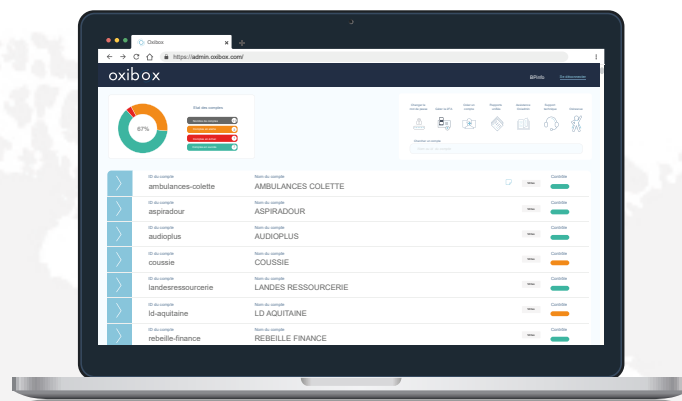 Oxibox
https://admin.oxibox.com/
oxibox
BPinfo
Se déconnecter
Etat des comptes
67%
ID du compte
Nom du compte
Contrôle
ambulances-colette
AMBULANCES COLETTE
ID du compte
Nom du compte
Contrôle
aspiradour
ASPIRADOUR
ID du compte
Nom du compte
Contrôle
audioplus
AUDIOPLUS
ID du compte
Nom du compte
Contrôle
coussie
COUSSIE
ID du compte
Nom du compte
Contrôle
landesressourcerie
LANDES RESSOURCERIE
ID du compte
Nom du compte
Contrôle
ld-aquitaine
LD AQUITAINE
ID du compte
Nom du compte
Contrôle
rebeille-finance
REBEILLE FINANCE